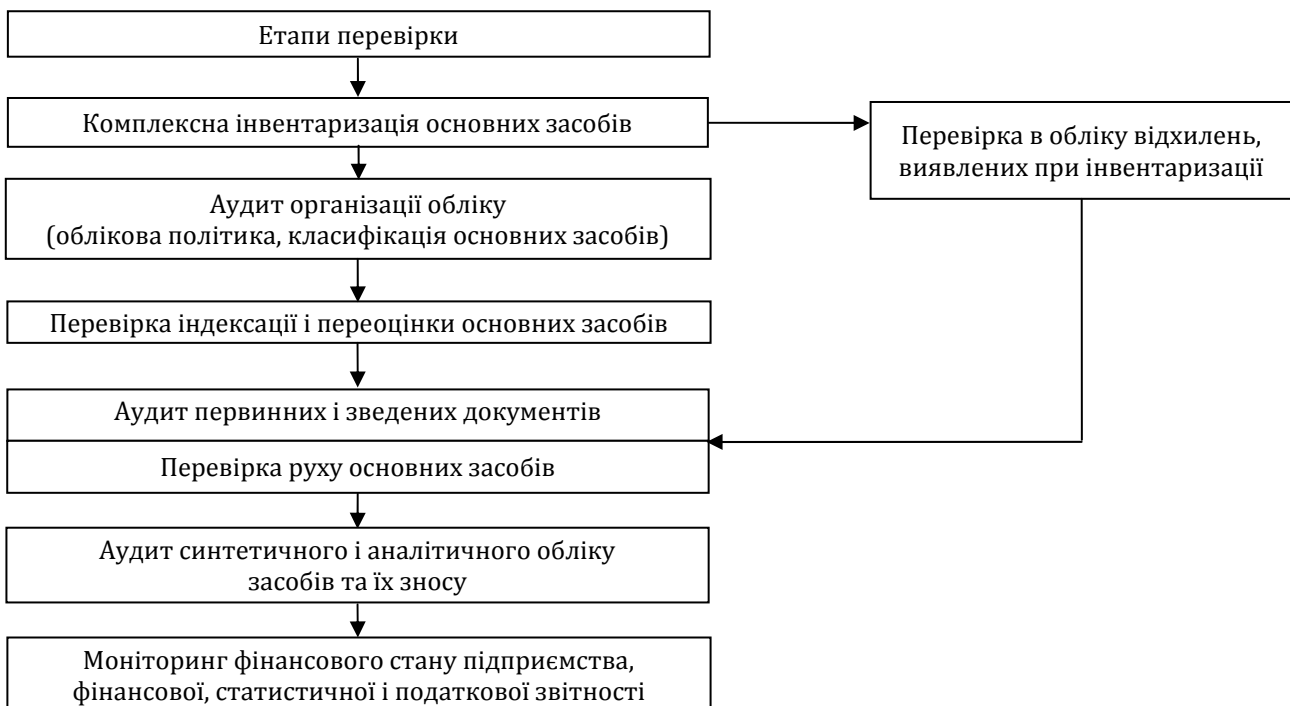 Етапи перевірки
Комплексна інвентаризація основних засобів
Перевірка в обліку відхилень,
виявлених при інвентаризації
Аудит організації обліку
(облікова політика, класифікація основних засобів)
Перевірка індексації і переоцінки основних засобів
Аудит первинних і зведених документів
Перевірка руху основних засобів
Аудит синтетичного і аналітичного обліку
засобів та їх зносу
Моніторинг фінансового стану підприємства,
фінансової, статистичної і податкової звітності